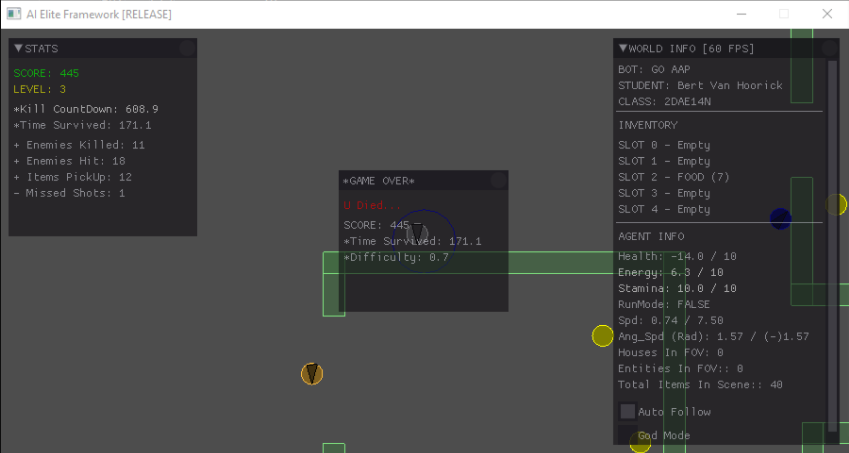 AI Elite Framework [RELEASE]
▼STATS
SCORE: 445
LEVEL: 3
*Kill CountDown: 608.9
*Time Survived: 171.1
+ Enemies Killed: 11
+ Enemies Hit: 18
+ Items PickUp: 12
- Missed Shots: 1
*GAME OVER*
U Died...
SCORE: 445
*Time Survived: 171.1
*Difficulty: 0.7
▼WORLD INFO [60 FPS]
BOT: GO AAP
STUDENT: Bert Van Hoorick
CLASS: 2DAE14N
INVENTORY
SLOT 0 - Empty
SLOT 1 - Empty
SLOT 2 - FOOD (7)
SLOT 3 - Empty
SLOT 4 - Empty
AGENT INFO
Health: -14.0 / 10
Energy: 6.3 / 10
Stamina: 10.0 / 10
RunMode: FALSE
Spd: 0.74 / 7.50
Ang_Spd (Rad): 1.57 / (-)1.57
Houses In FOV: 0
Entities In FOV:: 0
Total Items In Scene:: 40
Auto Follow
God Mode